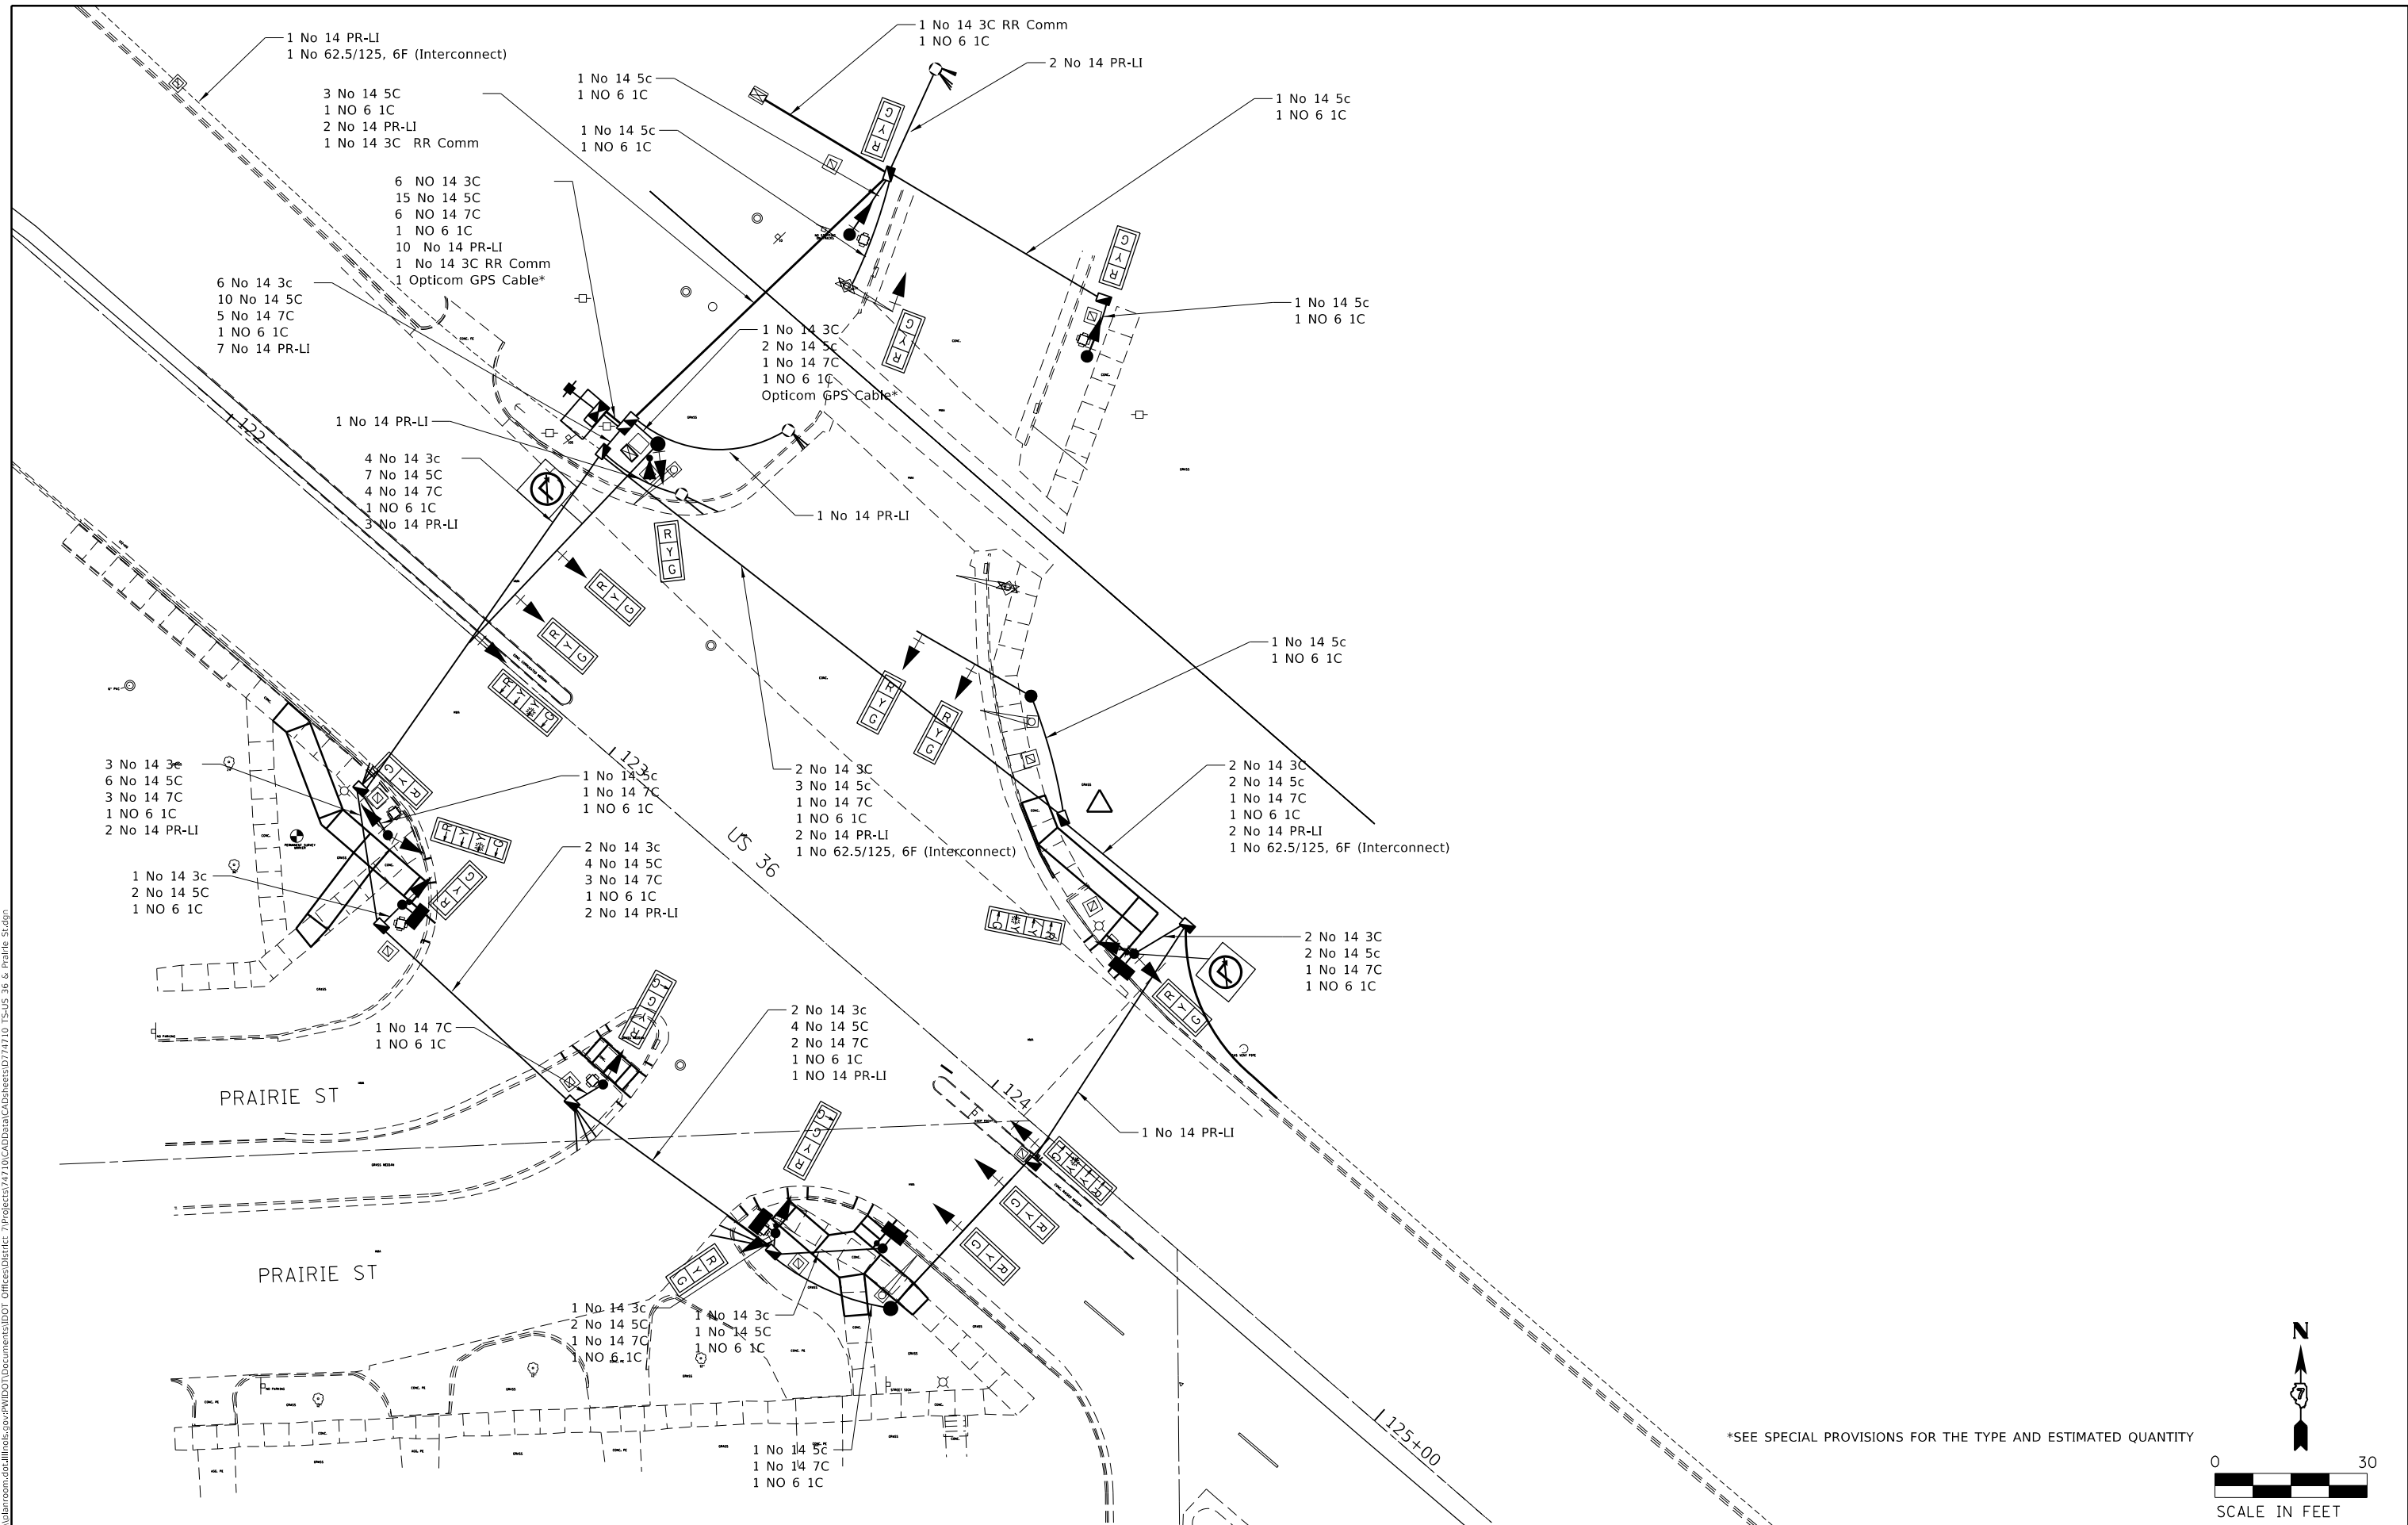 1 No 14 PR-LI
1 No 62.5/125, 6F (Interconnect)
3 No 14 5C
1 NO 6 1C
2 No 14 PR-LI
1 No 14 3C RR Comm
6 NO 14 3C
15 No 14 5C
6 NO 14 7C
1 NO 6 1C
10 No 14 PR-LI
1 No 14 3C RR Comm
1 Opticom GPS Cable*
6 No 14 3c
10 No 14 5C
5 No 14 7C
1 NO 6 1C
7 No 14 PR-LI
1 No 14 5c
1 NO 6 1C
1 No 14 5c
1 NO 6 1C
1 No 14 3C RR Comm
1 NO 6 1C
2 No 14 PR-LI
1 No 14 5c
1 NO 6 1C
1 No 14 5c
1 NO 6 1C
1 No 14 3C
2 No 14 5c
1 No 14 7C
1 NO 6 1C
Opticom GPS Cable*
1 No 14 PR-LI
4 No 14 3c
7 No 14 5C
4 No 14 7C
1 NO 6 1C
3 No 14 PR-LI
1 No 14 PR-LI
122
R
Y
G
R Y G
R Y G
1 No 14 5c
1 NO 6 1C
3 No 14 3c
6 No 14 5C
3 No 14 7C
1 NO 6 1C
2 No 14 PR-LI
1 No 14 5c
1 No 14 7C
1 NO 6 1C
123
US 36
2 No 14 3C
3 No 14 5c
1 No 14 7C
1 NO 6 1C
2 No 14 PR-LI
1 No 62.5/125, 6F (Interconnect)
2 No 14 3C
2 No 14 5c
1 No 14 7C
1 NO 6 1C
2 No 14 PR-LI
1 No 62.5/125, 6F (Interconnect)
PERMANENT SURVEY
MARKER
1 No 14 3c
2 No 14 5C
1 NO 6 1C
2 No 14 3c
4 No 14 5C
3 No 14 7C
1 NO 6 1C
2 No 14 PR-LI
2 No 14 3C
2 No 14 5c
1 No 14 7C
1 NO 6 1C
1 No 14 7C
1 NO 6 1C
2 No 14 3c
4 No 14 5C
2 No 14 7C
1 NO 6 1C
1 NO 14 PR-LI
NO PARKING
PRAIRIE ST
124
1 No 14 PR-LI
GRASS MEDIAN
PRAIRIE ST
1 No 14 3c
2 No 14 5C
1 No 14 7C
1 NO 6 1C
1 No 14 3c
1 No 14 5C
1 NO 6 1C
NO PARKING
STREET SIGN
1 No 14 5c
1 No 14 7C
1 NO 6 1C
125+00
*SEE SPECIAL PROVISIONS FOR THE TYPE AND ESTIMATED QUANTITY
N
7
0 30
SCALE IN FEET